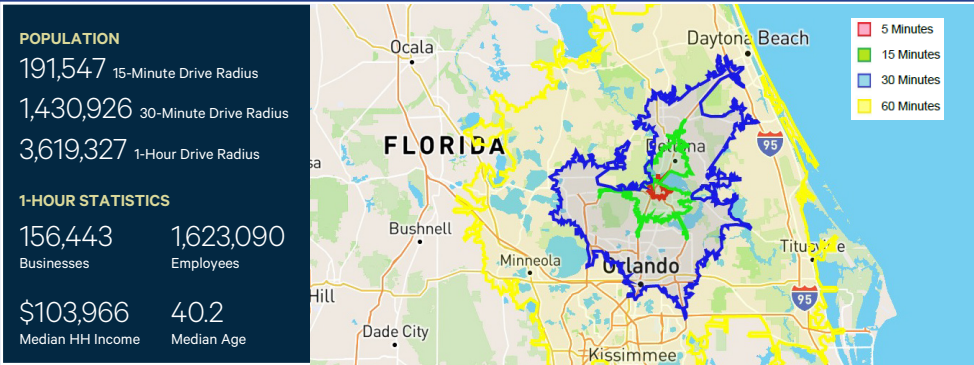 POPULATION
191,547 15-Minute Drive Radius
1,430,926 30-Minute Drive Radius
3,619,327 1-Hour Drive Radius
1-HOUR STATISTICS
156,443 1,623,090
Businesses Employees
$103,966 40.2
Median HH Income Median Age
5 Minutes
15 Minutes
30 Minutes
60 Minutes
Daytona Beach
Ocala
FLORIDA
95
sa
Deltona
Bushnell
Titusville
Minneola
Orlando
Hill
95
Dade City
Kissimmee